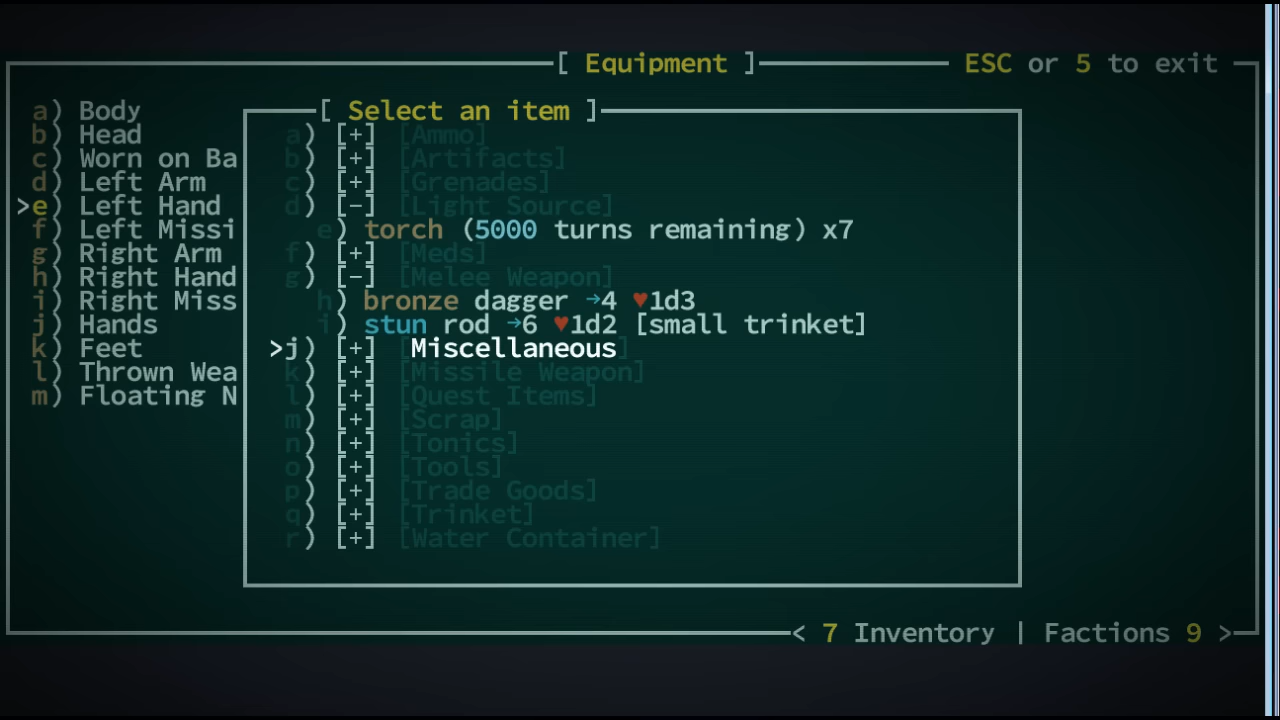 [ Equipment ] ESC or 5 to exit
a) Body
b) Head
c) Worn on Ba
d) Left Arm
>e) Left Hand
f) Left Missi
g) Right Arm
h) Right Hand
i) Right Miss
j) Hands
k) Feet
l) Thrown Wea
m) Floating N
[ Select an item ]
a) [+] [Ammo]
b) [+] [Artifacts]
c) [+] [Grenades]
d) [-] [Light Source]
e) torch (5000 turns remaining) x7
f) [+] [Meds]
g) [-] [Melee Weapon]
h) bronze dagger →4 ♥1d3
i) stun rod →6 ♥1d2 [small trinket]
>j) [+] Miscellaneous]
k) [+] [Missile Weapon]
l) [+] [Quest Items]
m) [+] [Scrap]
n) [+] [Tonics]
o) [+] [Tools]
p) [+] [Trade Goods]
q) [+] [Trinket]
r) [+] [Water Container]
< 7 Inventory | Factions 9 >